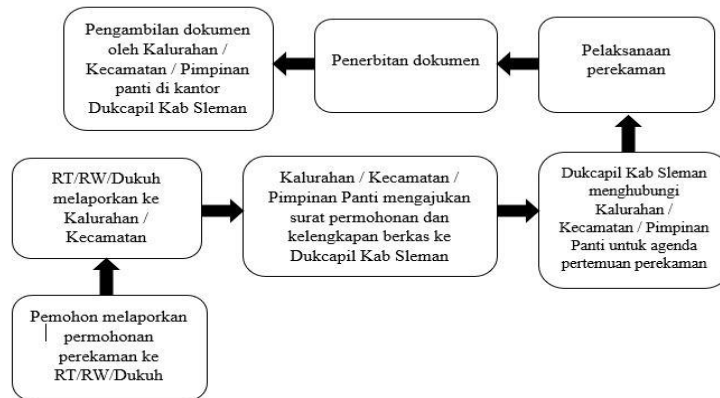 Pengambilan dokumen
oleh Kalurahan /
Kecamatan / Pimpinan
panti di kantor
Dukcapil Kab Sleman
Penerbitan dokumen
Pelaksanaan
perekaman
RT/RW/Dukuh
melaporkan ke
Kalurahan /
Kecamatan
Kalurahan / Kecamatan /
Pimpinan Panti mengajukan
surat permohonan dan
kelengkapan berkas ke
Dukcapil Kab Sleman
Dukcapil Kab Sleman
menghubungi
Kalurahan /
Kecamatan / Pimpinan
Panti untuk agenda
pertemuan perekaman
Pemohon melaporkan
permohonan
perekaman ke
RT/RW/Dukuh